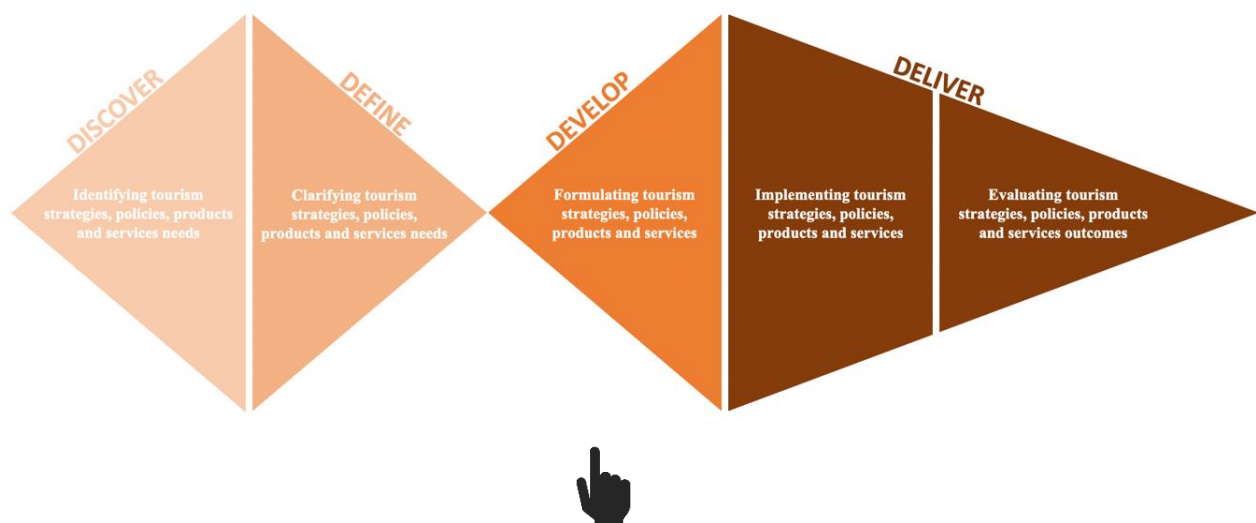 DISCOVER
Identifying tourism
strategies, policies, products
and services needs
DEFINE
Clarifying tourism
strategies, policies,
products and services needs
DEVELOP
Formulating tourism
strategies, policies,
products and services
DELIVER
Implementing tourism
strategies, policies,
products and services
Evaluating tourism
strategies, policies, products
and services outcomes